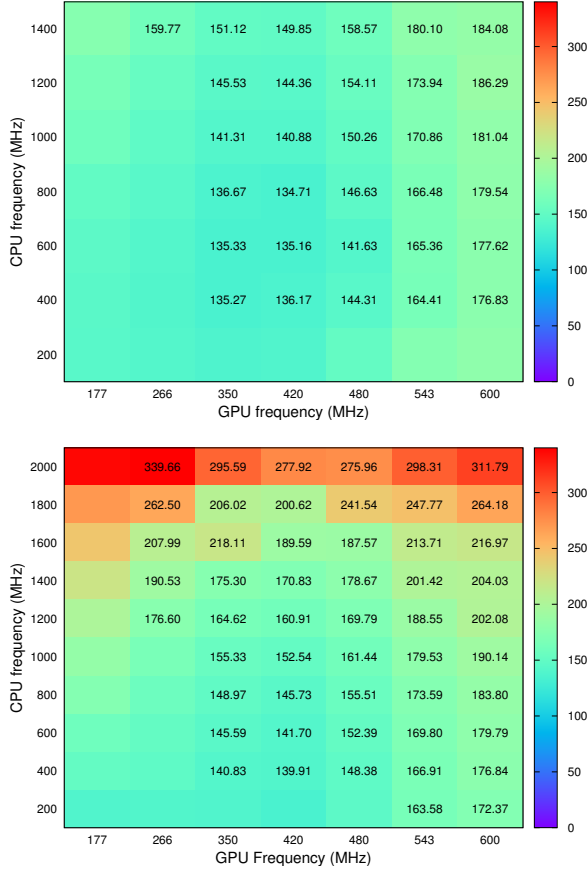 1400 159.77 151.12 149.85 158.57 180.10 184.08 300
1200 145.53 144.36 154.11 173.94 186.29 250
1000 141.31 140.88 150.26 170.86 181.04 200
CPU frequency (MHz)
800 136.67 134.71 146.63 166.48 179.54 150
600 135.33 135.16 141.63 165.36 177.62 100
400 135.27 136.17 144.31 164.41 176.83 50
200 0
177 266 350 420 480 543 600
GPU frequency (MHz)
2000 339.66 295.59 277.92 275.96 298.31 311.79
1800 262.50 206.02 200.62 241.54 247.77 264.18 300
1600 207.99 218.11 189.59 187.57 213.71 216.97 250
1400 190.53 175.30 170.83 178.67 201.42 204.03
1200 176.60 164.62 160.91 169.79 188.55 202.08 200
CPU frequency (MHz)
1000 155.33 152.54 161.44 179.53 190.14 150
800 148.97 145.73 155.51 173.59 183.80
600 145.59 141.70 152.39 169.80 179.79 100
400 140.83 139.91 148.38 166.91 176.84 50
200 163.58 172.37 0
177 266 350 420 480 543 600
GPU Frequency (MHz)